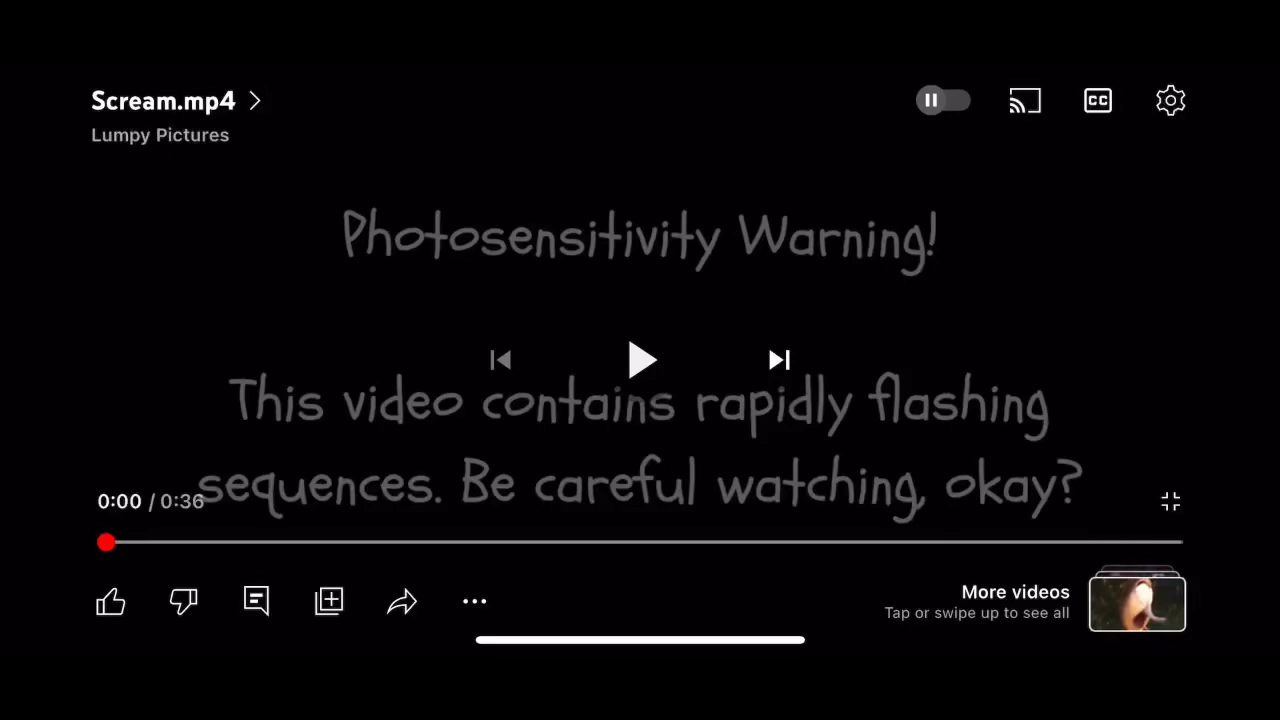 Scream.mp4
Lumpy Pictures
CC
Photosensitivity Warning!
This video contains rapidly flashing
sequences. Be careful watching, okay?
0:00 / 0:36
More videos
Tap or swipe up to see all